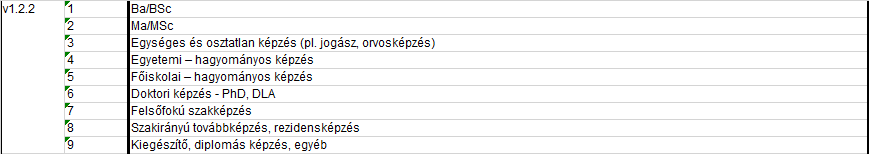 v1.2.2 1 Ba/BSc
2 Ma/MSc
3 Egységes és osztatlan képzés (pl. jogász, orvosképzés)
4 Egyetemi – hagyományos képzés
5 Főiskolai – hagyományos képzés
6 Doktori képzés - PhD, DLA
7 Felsőfokú szakképzés
8 Szakirányú továbbképzés, rezidensképzés
9 Kiegészítő, diplomás képzés, egyéb